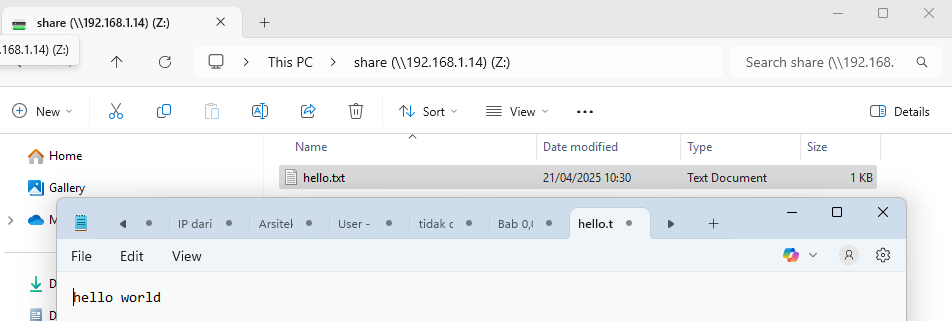 share (\\192.168.1.14) (Z:)
.168.1.14) (Z:)
This PC > share (\\192.168.1.14) (Z:)
Search share (\\192.168.
New
Sort
View
Details
Name Date modified Type Size
Home
hello.txt 21/04/2025 10:30 Text Document 1 KB
Gallery
IP dari
User -
Bab 0,
hello.t
File Edit View
hello world